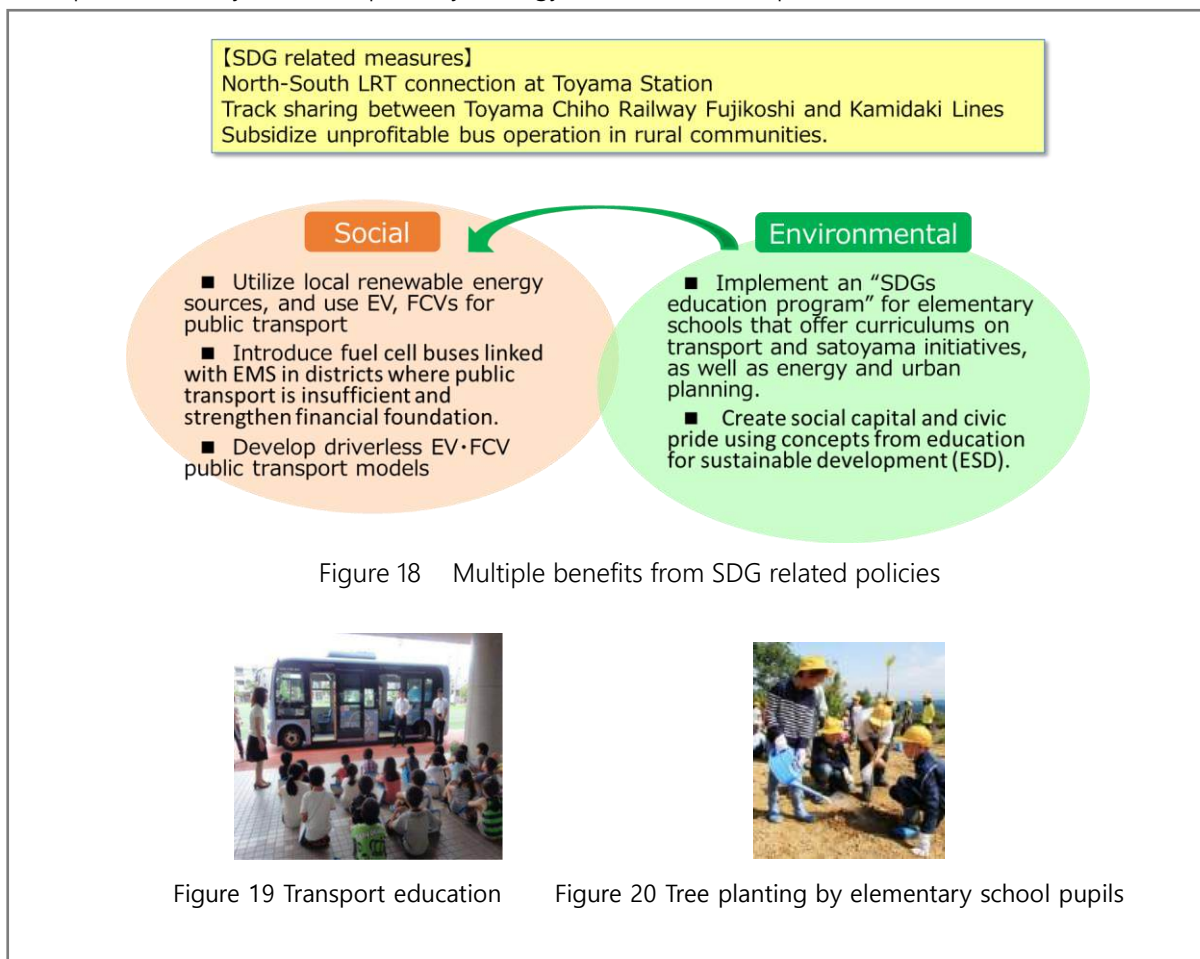 【SDG related measures】
North-South LRT connection at Toyama Station
Track sharing between Toyama Chiho Railway Fujikoshi and Kamidaki Lines
Subsidize unprofitable bus operation in rural communities.
Social
■ Utilize local renewable energy
sources, and use EV, FCVs for
public transport
■ Introduce fuel cell buses linked
with EMS in districts where public
transport is insufficient and
strengthen financial foundation.
■ Develop driverless EV･FCV
public transport models
Environmental
■ Implement an “SDGs
education program” for elementary
schools that offer curriculums on
transport and satoyama initiatives,
as well as energy and urban
planning.
■ Create social capital and civic
pride using concepts from education
for sustainable development (ESD).
Figure 18 Multiple benefits from SDG related policies
Figure 19 Transport education
Figure 20 Tree planting by elementary school pupils